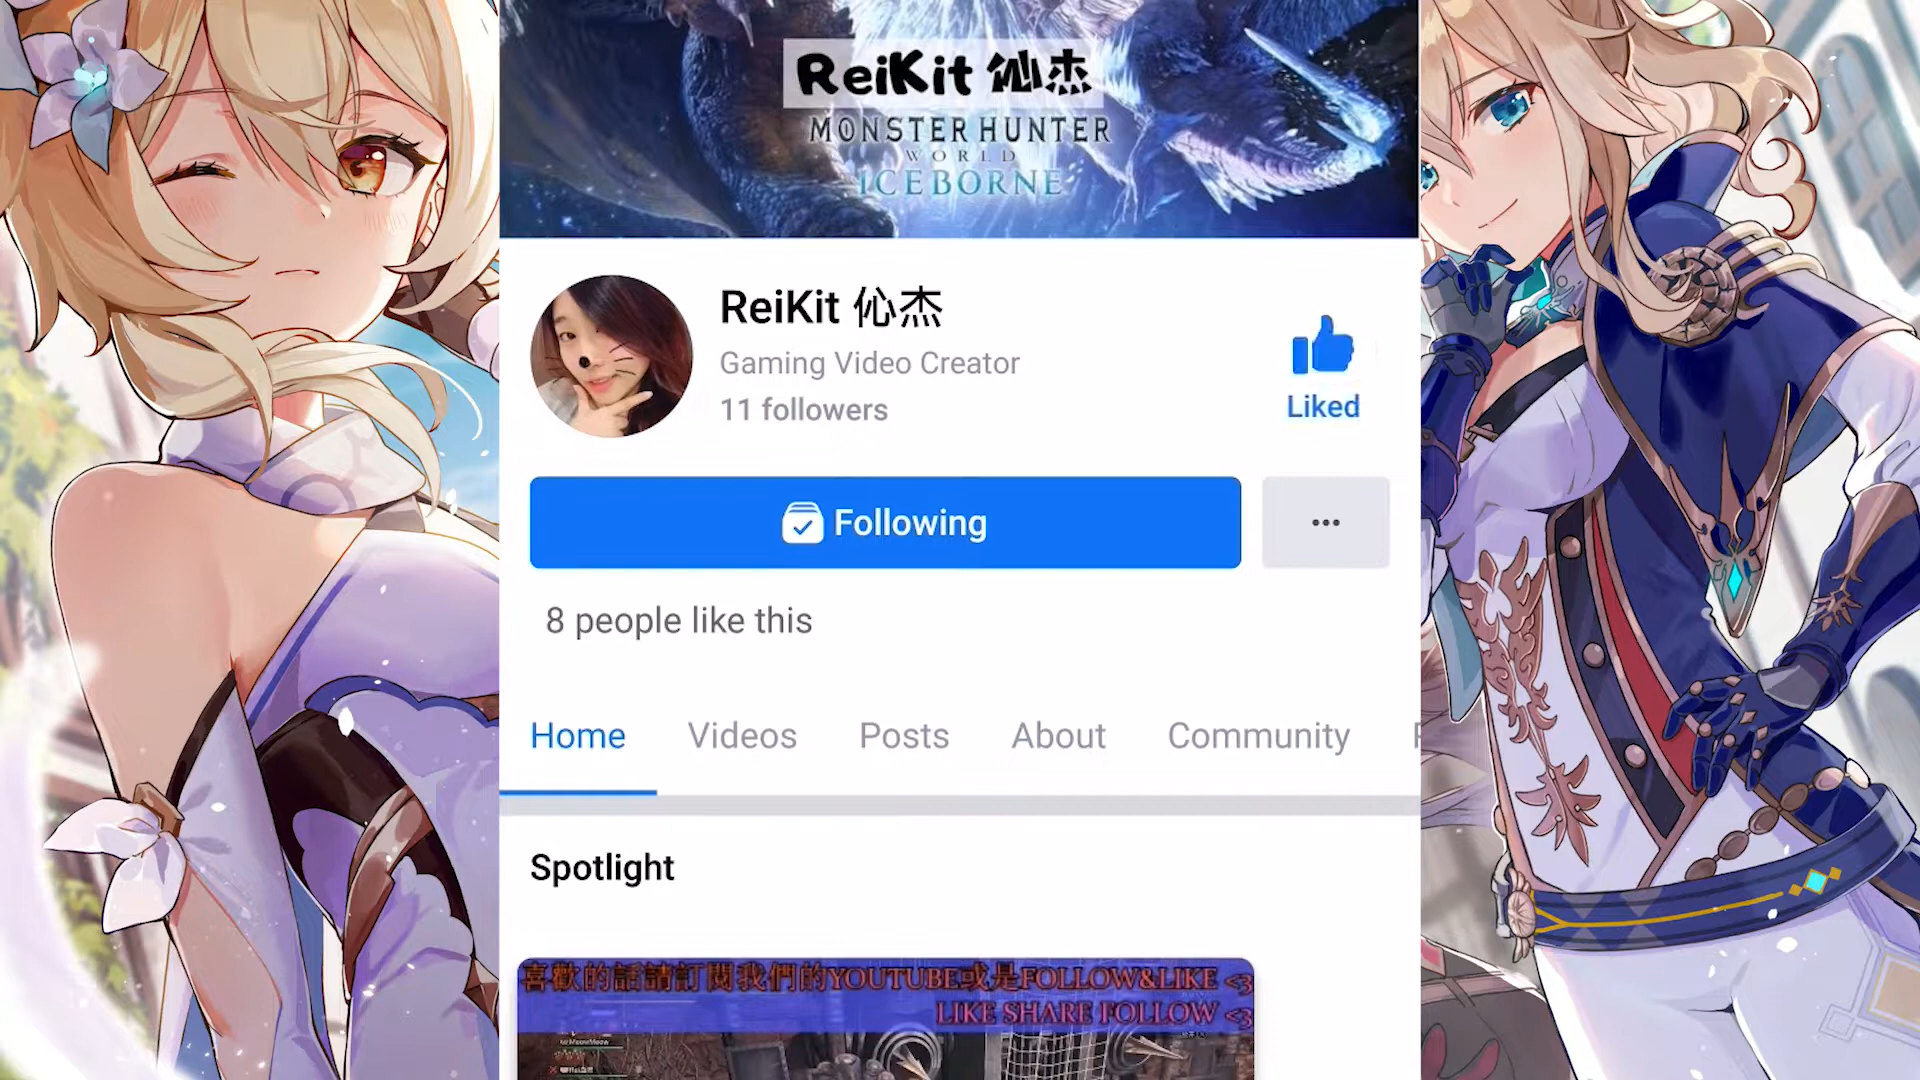 ReiKit 伈杰
MONSTER HUNTER
WORLD
ICEBORNE
ReiKit 伈杰
Gaming Video Creator
11 followers
Liked
Following
8 people like this
Home Videos Posts About Community
Spotlight
喜歡的話請訂閱我們的YOUTUBE或是FOLLOW&LIKE <3
LIKE SHARE FOLLOW <3